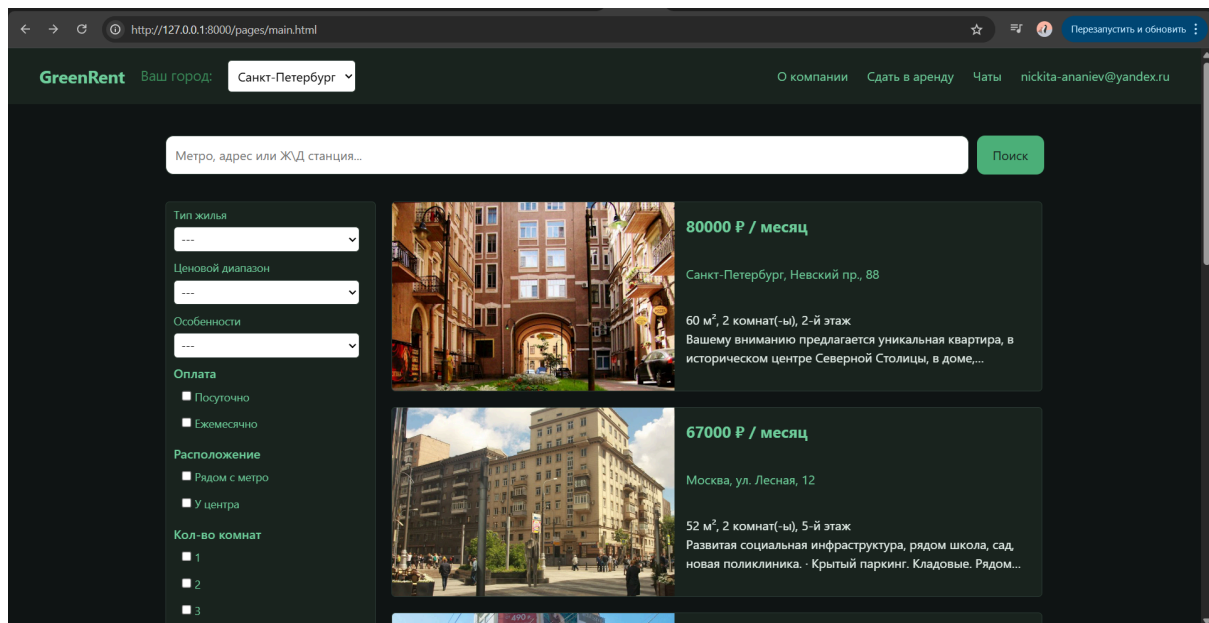 http://127.0.0.1:8000/pages/main.html
Перезапустить и обновить
GreenRent Ваш город: Санкт-Петербург
О компании Сдать в аренду Чаты nickita-ananiev@yandex.ru
Метро, адрес или Ж\Д станция...
Поиск
Тип жилья
---
Ценовой диапазон
---
Особенности
---
Оплата
Посуточно
Ежемесячно
Расположение
Рядом с метро
У центра
Кол-во комнат
1
2
3
80000 ₽ / месяц
Санкт-Петербург, Невский пр., 88
60 м², 2 комнат(-ы), 2-й этаж
Вашему вниманию предлагается уникальная квартира, в
историческом центре Северной Столицы, в доме,...
67000 ₽ / месяц
Москва, ул. Лесная, 12
52 м², 2 комнат(-ы), 5-й этаж
Развитая социальная инфраструктура, рядом школа, сад,
новая поликлиника. · Крытый паркинг. Кладовые. Рядом...